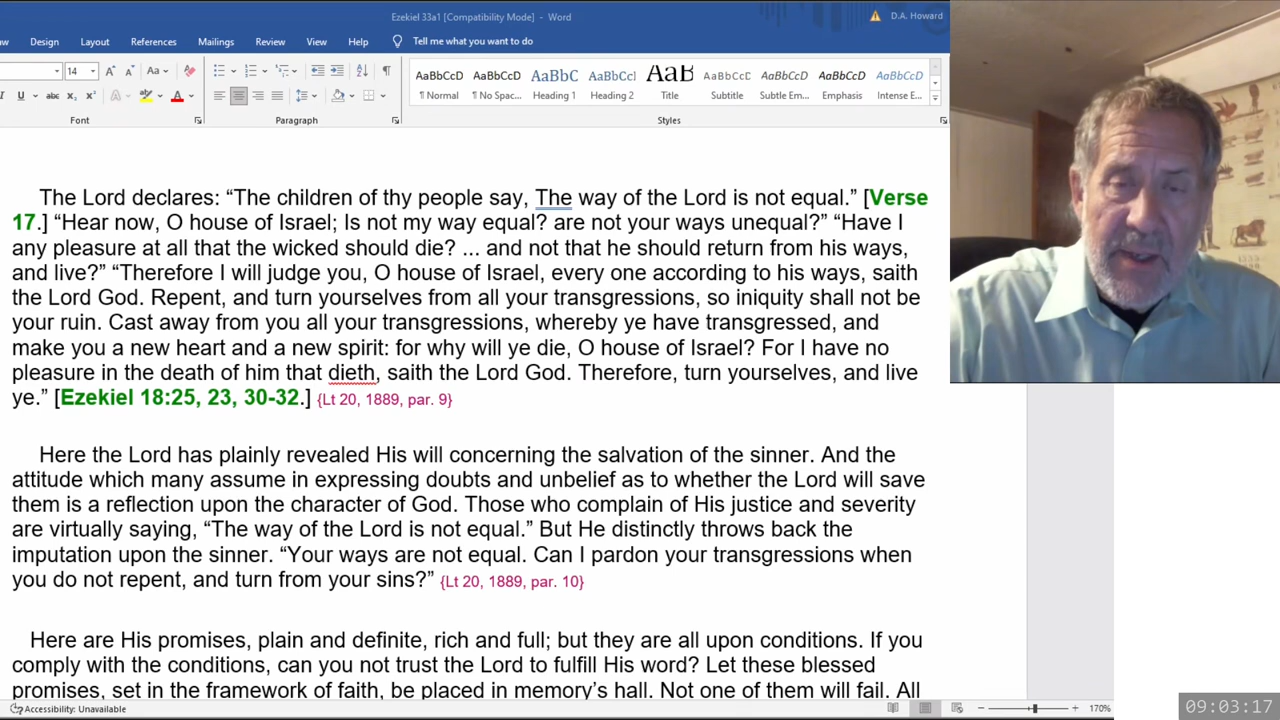 Ezekiel 33a1 [Compatibility Mode] - Word
D.A. Howard
aw Design Layout References Mailings Review View Help Tell me what you want to do
14
Aa
I U abc x₂ x² A A
AaBbCcD AaBbCcD AaBbC AaBbCcI AaB AaBbCcD AaBbCcD AaBbCcD AaBbCcD
¶ Normal ¶ No Spac... Heading 1 Heading 2 Title Subtitle Subtle Em... Emphasis Intense E...
Font Paragraph Styles
The Lord declares: “The children of thy people say, The way of the Lord is not equal.” [Verse
17.] “Hear now, O house of Israel; Is not my way equal? are not your ways unequal?” “Have I
any pleasure at all that the wicked should die? ... and not that he should return from his ways,
and live?” “Therefore I will judge you, O house of Israel, every one according to his ways, saith
the Lord God. Repent, and turn yourselves from all your transgressions, so iniquity shall not be
your ruin. Cast away from you all your transgressions, whereby ye have transgressed, and
make you a new heart and a new spirit: for why will ye die, O house of Israel? For I have no
pleasure in the death of him that dieth, saith the Lord God. Therefore, turn yourselves, and live
ye.” [Ezekiel 18:25, 23, 30-32.] {Lt 20, 1889, par. 9}
Here the Lord has plainly revealed His will concerning the salvation of the sinner. And the
attitude which many assume in expressing doubts and unbelief as to whether the Lord will save
them is a reflection upon the character of God. Those who complain of His justice and severity
are virtually saying, “The way of the Lord is not equal.” But He distinctly throws back the
imputation upon the sinner. “Your ways are not equal. Can I pardon your transgressions when
you do not repent, and turn from your sins?” {Lt 20, 1889, par. 10}
Here are His promises, plain and definite, rich and full; but they are all upon conditions. If you
comply with the conditions, can you not trust the Lord to fulfill His word? Let these blessed
promises, set in the framework of faith, be placed in memory’s hall. Not one of them will fail. All
Accessibility: Unavailable
170%
09:03:17